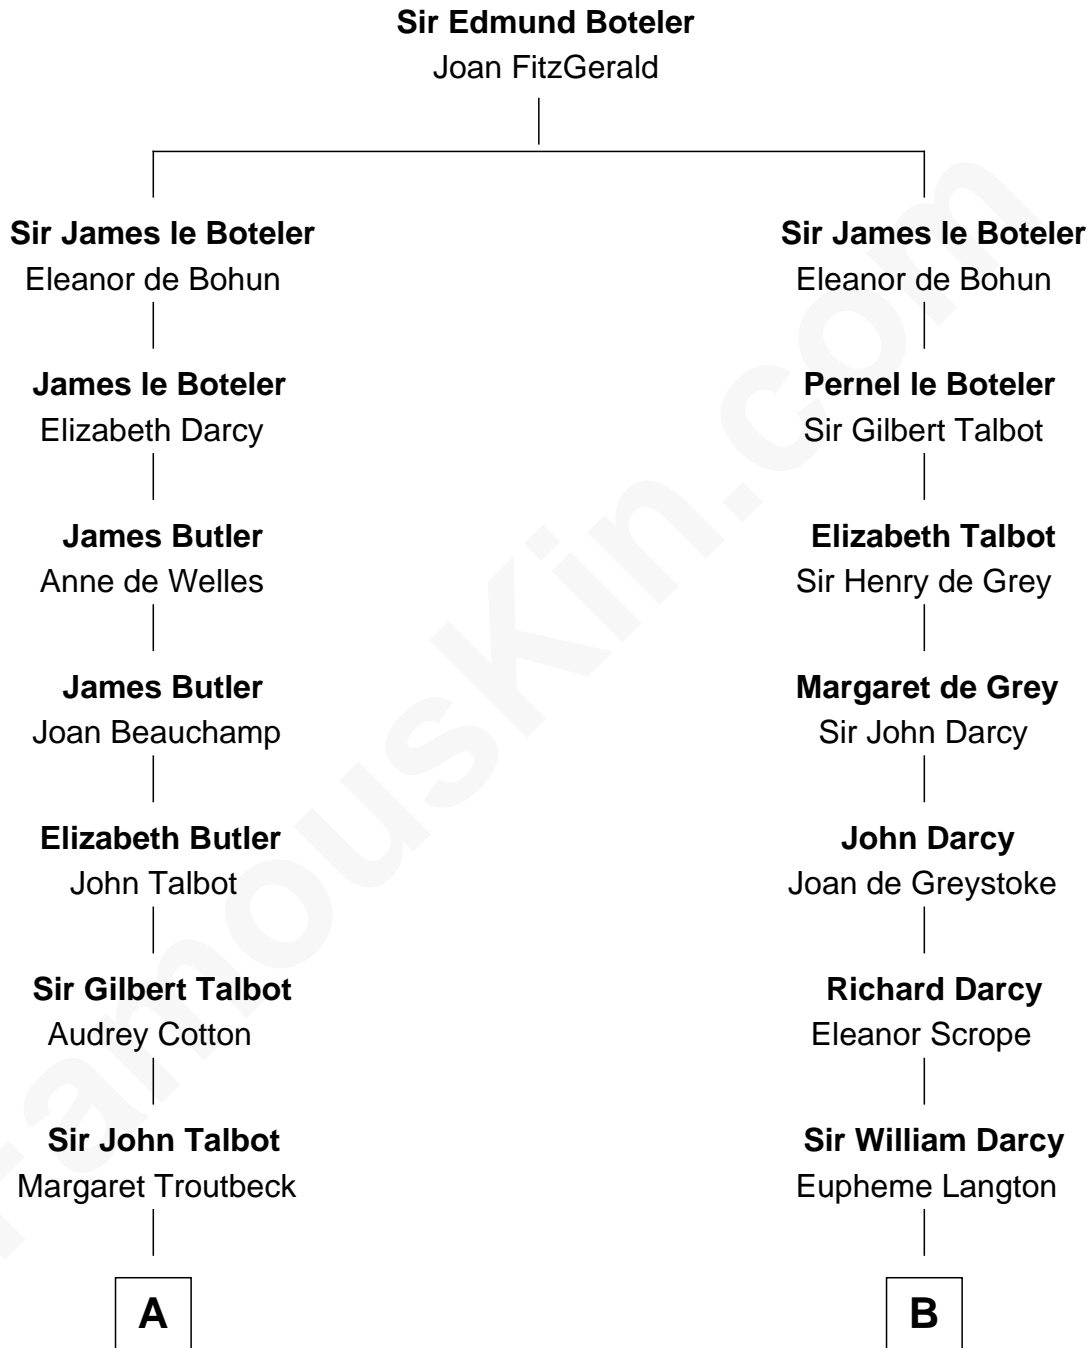 Sir Edmund Boteler
Joan FitzGerald
Sir James le Boteler
Eleanor de Bohun
James le Boteler
Elizabeth Darcy
James Butler
Anne de Welles
James Butler
Joan Beauchamp
Elizabeth Butler
John Talbot
Sir Gilbert Talbot
Audrey Cotton
Sir John Talbot
Margaret Troutbeck
A
Sir James le Boteler
Eleanor de Bohun
Pernel le Boteler
Sir Gilbert Talbot
Elizabeth Talbot
Sir Henry de Grey
Margaret de Grey
Sir John Darcy
John Darcy
Joan de Greystoke
Richard Darcy
Eleanor Scrope
Sir William Darcy
Eupheme Langton
B
FamousKin.com